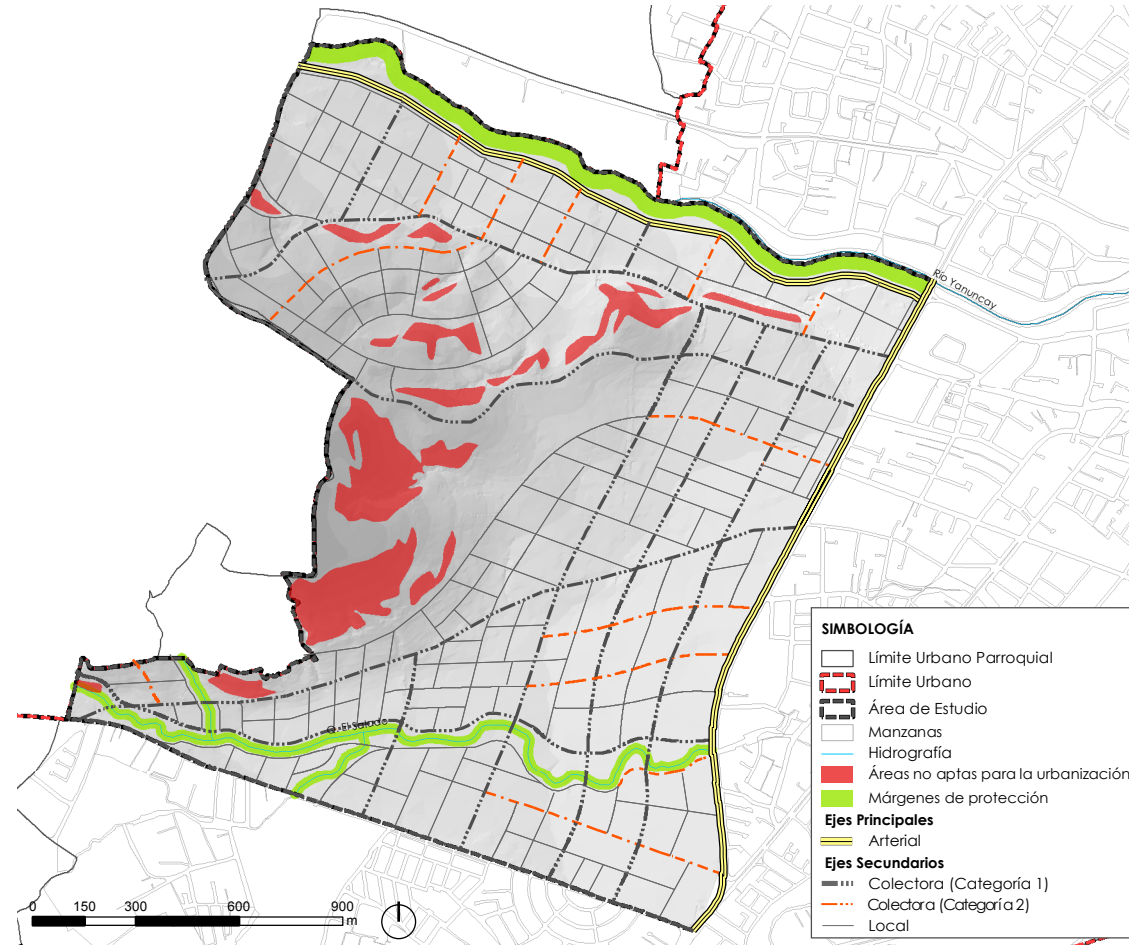 Río Yanuncay
Q. El Salado
SIMBOLOGÍA
Límite Urbano Parroquial
Límite Urbano
Área de Estudio
Manzanas
Hidrografía
Áreas no aptas para la urbanización
Márgenes de protección
Ejes Principales
Arterial
Ejes Secundarios
Colectora (Categoría 1)
Colectora (Categoría 2)
Local
0 150 300 600 900
m